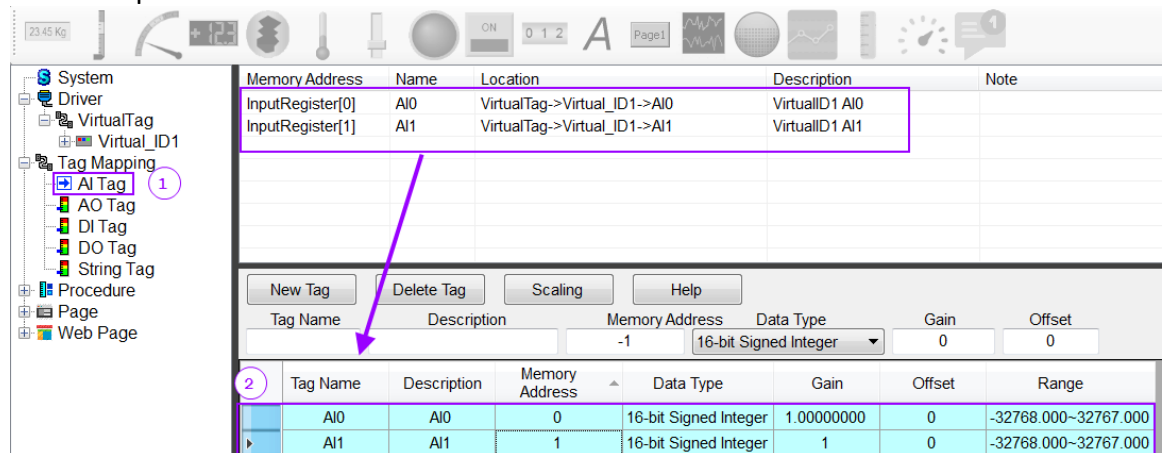 23.45 Kg
+ 12.3
ON
0 1 2
A
Page1
1
System
Driver
VirtualTag
Virtual_ID1
Tag Mapping
AI Tag
1
AO Tag
DI Tag
DO Tag
String Tag
Procedure
Page
Web Page
Memory Address Name Location Description Note
InputRegister[0] AI0 VirtualTag->Virtual_ID1->AI0 VirtualID1 AI0
InputRegister[1] AI1 VirtualTag->Virtual_ID1->AI1 VirtualID1 AI1
New Tag Delete Tag Scaling Help
Tag Name Description Memory Address Data Type Gain Offset
-1 16-bit Signed Integer 0 0
2 Tag Name Description Memory Address Data Type Gain Offset Range
AI0 AI0 0 16-bit Signed Integer 1.00000000 0 -32768.000~32767.000
AI1 AI1 1 16-bit Signed Integer 1 0 -32768.000~32767.000